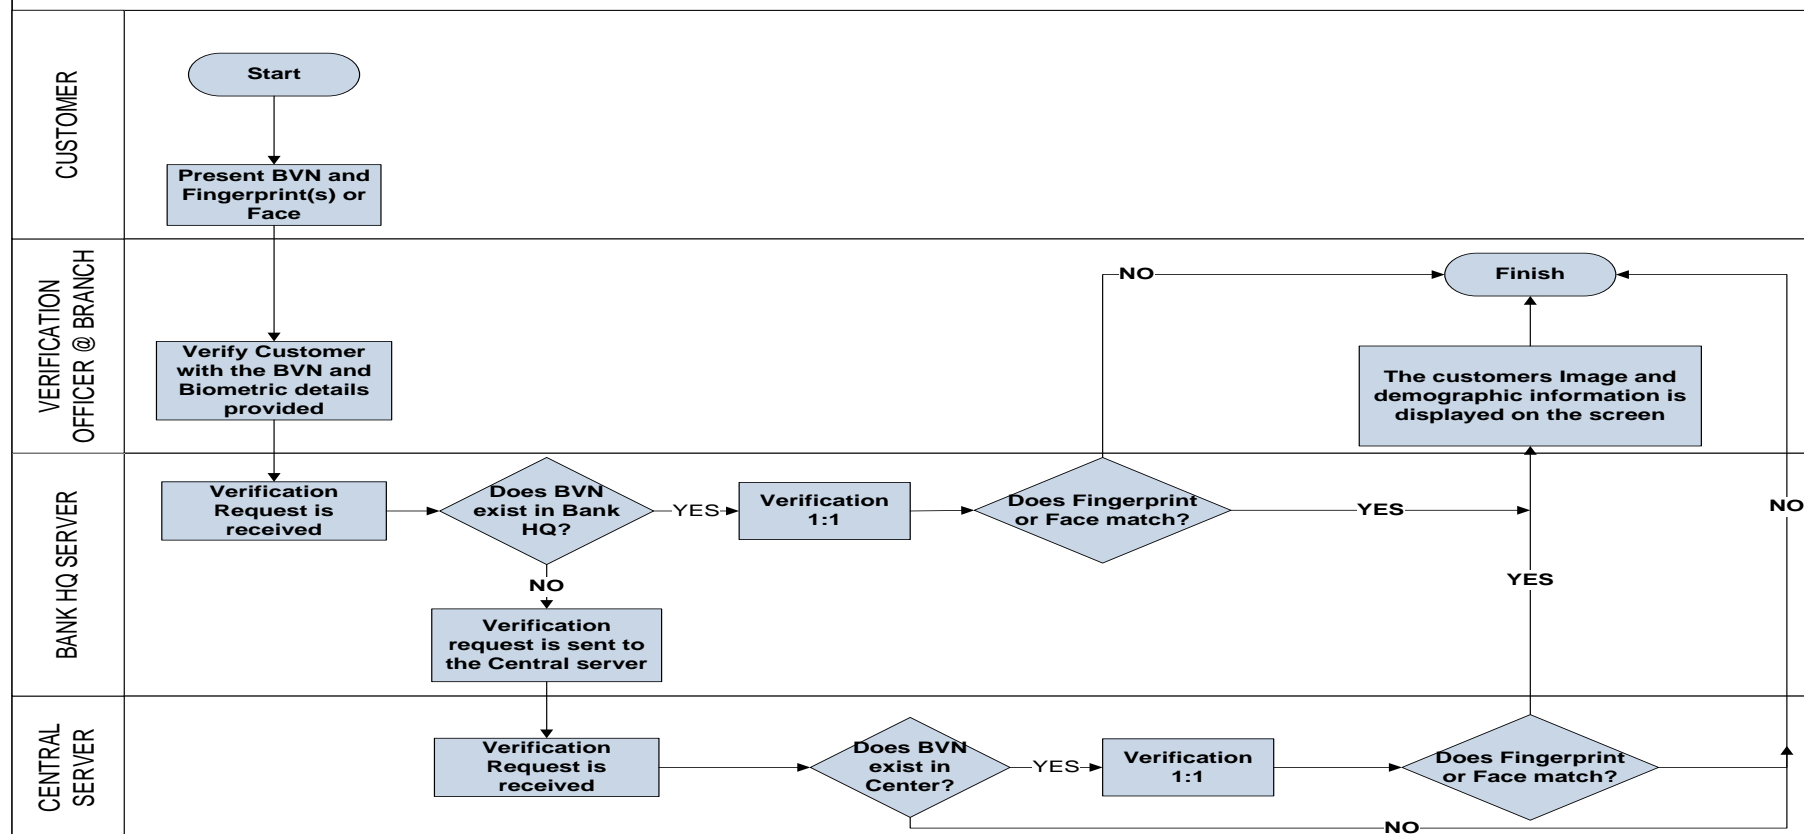 CUSTOMER
Start
Present BVN and
Fingerprint(s) or
Face
VERIFICATION
OFFICER @ BRANCH
NO
Finish
Verify Customer
with the BVN and
Biometric details
provided
The customers Image and
demographic information is
displayed on the screen
BANK HQ SERVER
Verification
Request is
received
Does BVN
exist in Bank
HQ?
YES
Verification
1:1
Does Fingerprint
or Face match?
YES
NO
NO
YES
Verification
request is sent to
the Central server
CENTRAL
SERVER
Verification
Request is
received
Does BVN
exist in
Center?
YES
Verification
1:1
Does Fingerprint
or Face match?
NO